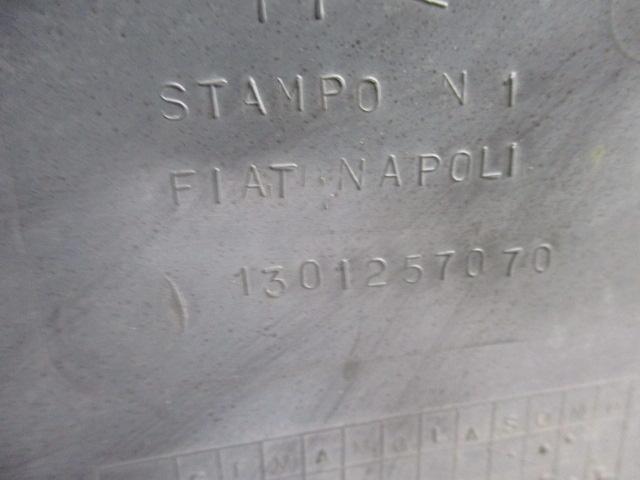 STAMPO N 1
FIAT NAPOLI
1301257070